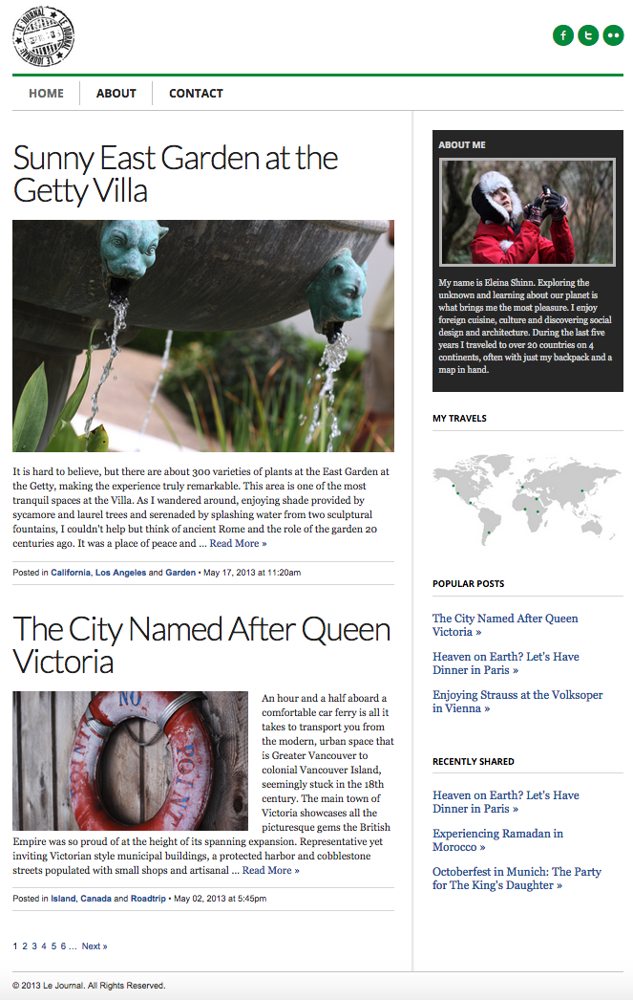 LE JOURNAL LE JOURNAL
LE JOURNAL
f t
HOME ABOUT CONTACT
Sunny East Garden at the
Getty Villa
It is hard to believe, but there are about 300 varieties of plants at the East Garden at
the Getty, making the experience truly remarkable. This area is one of the most
tranquil spaces at the Villa. As I wandered around, enjoying shade provided by
sycamore and laurel trees and serenaded by splashing water from two sculptural
fountains, I couldn't help but think of ancient Rome and the role of the garden 20
centuries ago. It was a place of peace and ... Read More »
Posted in California, Los Angeles and Garden • May 17, 2013 at 11:20am
The City Named After Queen
Victoria
NO
POINT
POINT
An hour and a half aboard a
comfortable car ferry is all it
takes to transport you from
the modern, urban space that
is Greater Vancouver to
colonial Vancouver Island,
seemingly stuck in the 18th
century. The main town of
Victoria showcases all the
picturesque gems the British
Empire was so proud of at the height of its spanning expansion. Representative yet
inviting Victorian style municipal buildings, a protected harbor and cobblestone
streets populated with small shops and artisanal ... Read More »
Posted in Island, Canada and Roadtrip • May 02, 2013 at 5:45pm
1 2 3 4 5 6 ... Next »
ABOUT ME
My name is Eleina Shinn. Exploring the
unknown and learning about our planet is
what brings me the most pleasure. I enjoy
foreign cuisine, culture and discovering social
design and architecture. During the last five
years I traveled to over 20 countries on 4
continents, often with just my backpack and a
map in hand.
MY TRAVELS
POPULAR POSTS
The City Named After Queen
Victoria »
Heaven on Earth? Let's Have
Dinner in Paris »
Enjoying Strauss at the Volksoper
in Vienna »
RECENTLY SHARED
Heaven on Earth? Let's Have
Dinner in Paris »
Experiencing Ramadan in
Morocco »
Octoberfest in Munich: The Party
for The King's Daughter »
© 2013 Le Journal. All Rights Reserved.